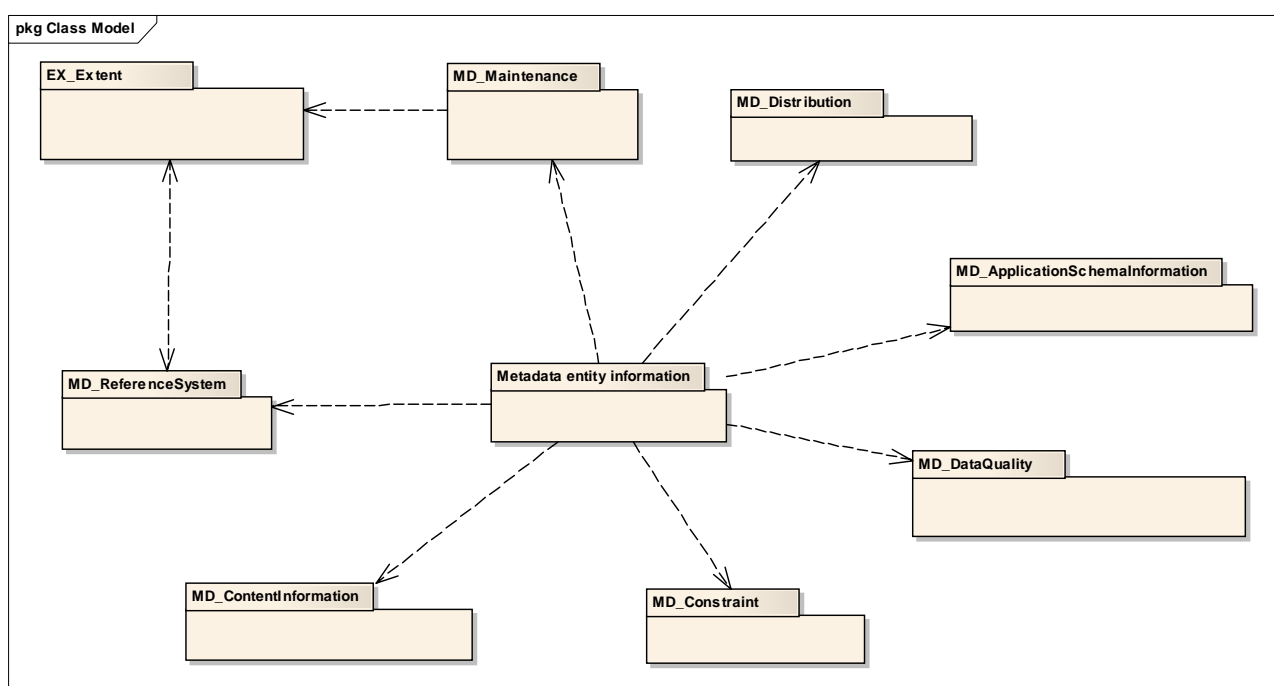 pkg Class Model
EX_Extent
MD_Maintenance
MD_Distribution
MD_ApplicationSchemaInformation
Metadata entity information
MD_ReferenceSystem
MD_DataQuality
MD_ContentInformation
MD_Constraint